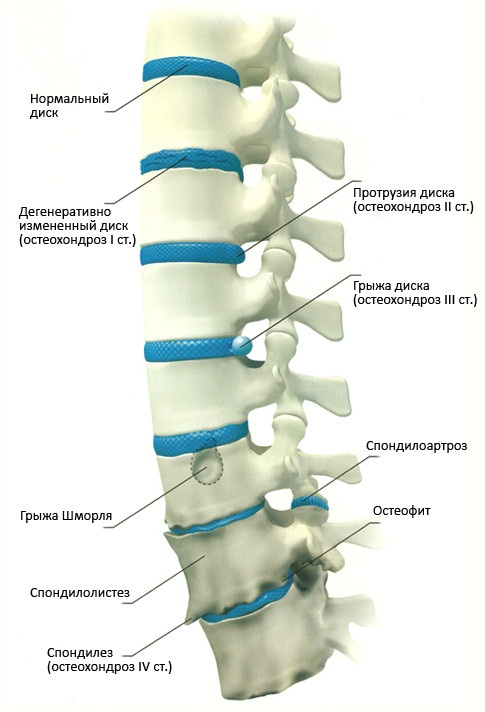 Нормальный
диск
Дегенеративно
измененный диск
(остеохондроз I ст.)
Протрузия диска
(остеохондроз II ст.)
Грыжа диска
(остеохондроз III ст.)
Спондилоартроз
Грыжа Шморля
Остеофит
Спондилолистез
Спондилез
(остеохондроз IV ст.)